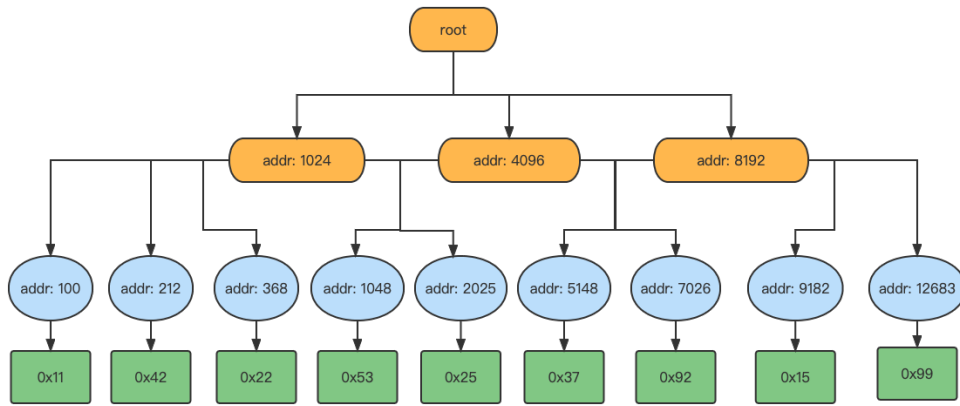 root
addr: 1024
addr: 4096
addr: 8192
addr: 100
addr: 212
addr: 368
addr: 1048
addr: 2025
addr: 5148
addr: 7026
addr: 9182
addr: 12683
0x11
0x42
0x22
0x53
0x25
0x37
0x92
0x15
0x99